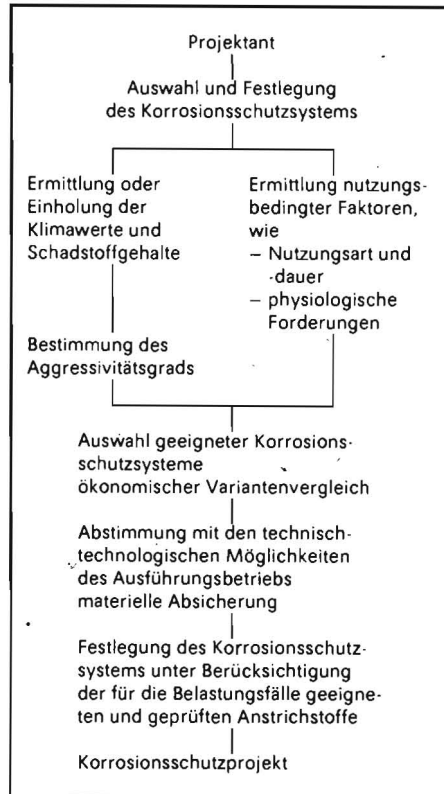 Projektant
Auswahl und Festlegung
des Korrosionsschutzsystems
Ermittlung oder
Einholung der
Klimawerte und
Schadstoffgehalte
Bestimmung des
Aggressivitätsgrads
Ermittlung nutzungs-
bedingter Faktoren,
wie
– Nutzungsart und
-dauer
– physiologische
Forderungen
Auswahl geeigneter Korrosions-
schutzsysteme
ökonomischer Variantenvergleich
Abstimmung mit den technisch-
technologischen Möglichkeiten
des Ausführungsbetriebs
materielle Absicherung
Festlegung des Korrosionsschutz-
systems unter Berücksichtigung
der für die Belastungsfälle geeigne-
ten und geprüften Anstrichstoffe
Korrosionsschutzprojekt